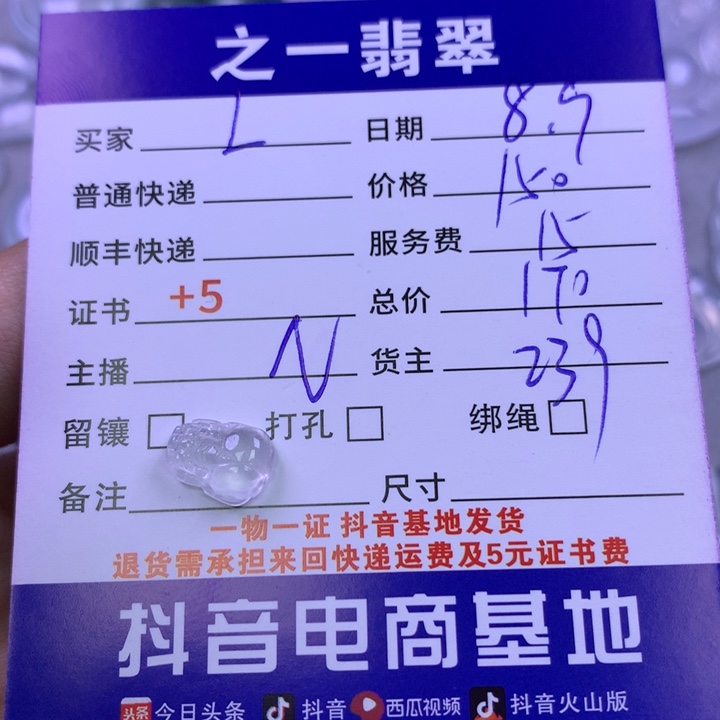 之一翡翠
买家 L 日期 8.9
普通快递 价格 150
顺丰快递 服务费 15
证书 +5 总价 170
主播 N 货主 239
留镶 打孔 绑绳
备注 尺寸
一物一证 抖音基地发货
退货需承担来回快递运费及5元证书费
抖音电商基地
头条 今日头条 抖音 西瓜视频 抖音火山版